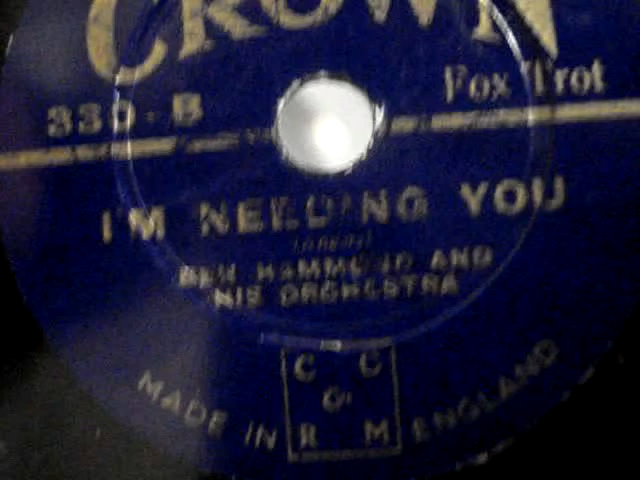 CROWN
330-B
Fox Trot
I'M NEEDING YOU
BEN HAMMOND AND
HIS ORCHESTRA
C C
R M
MADE IN ENGLAND